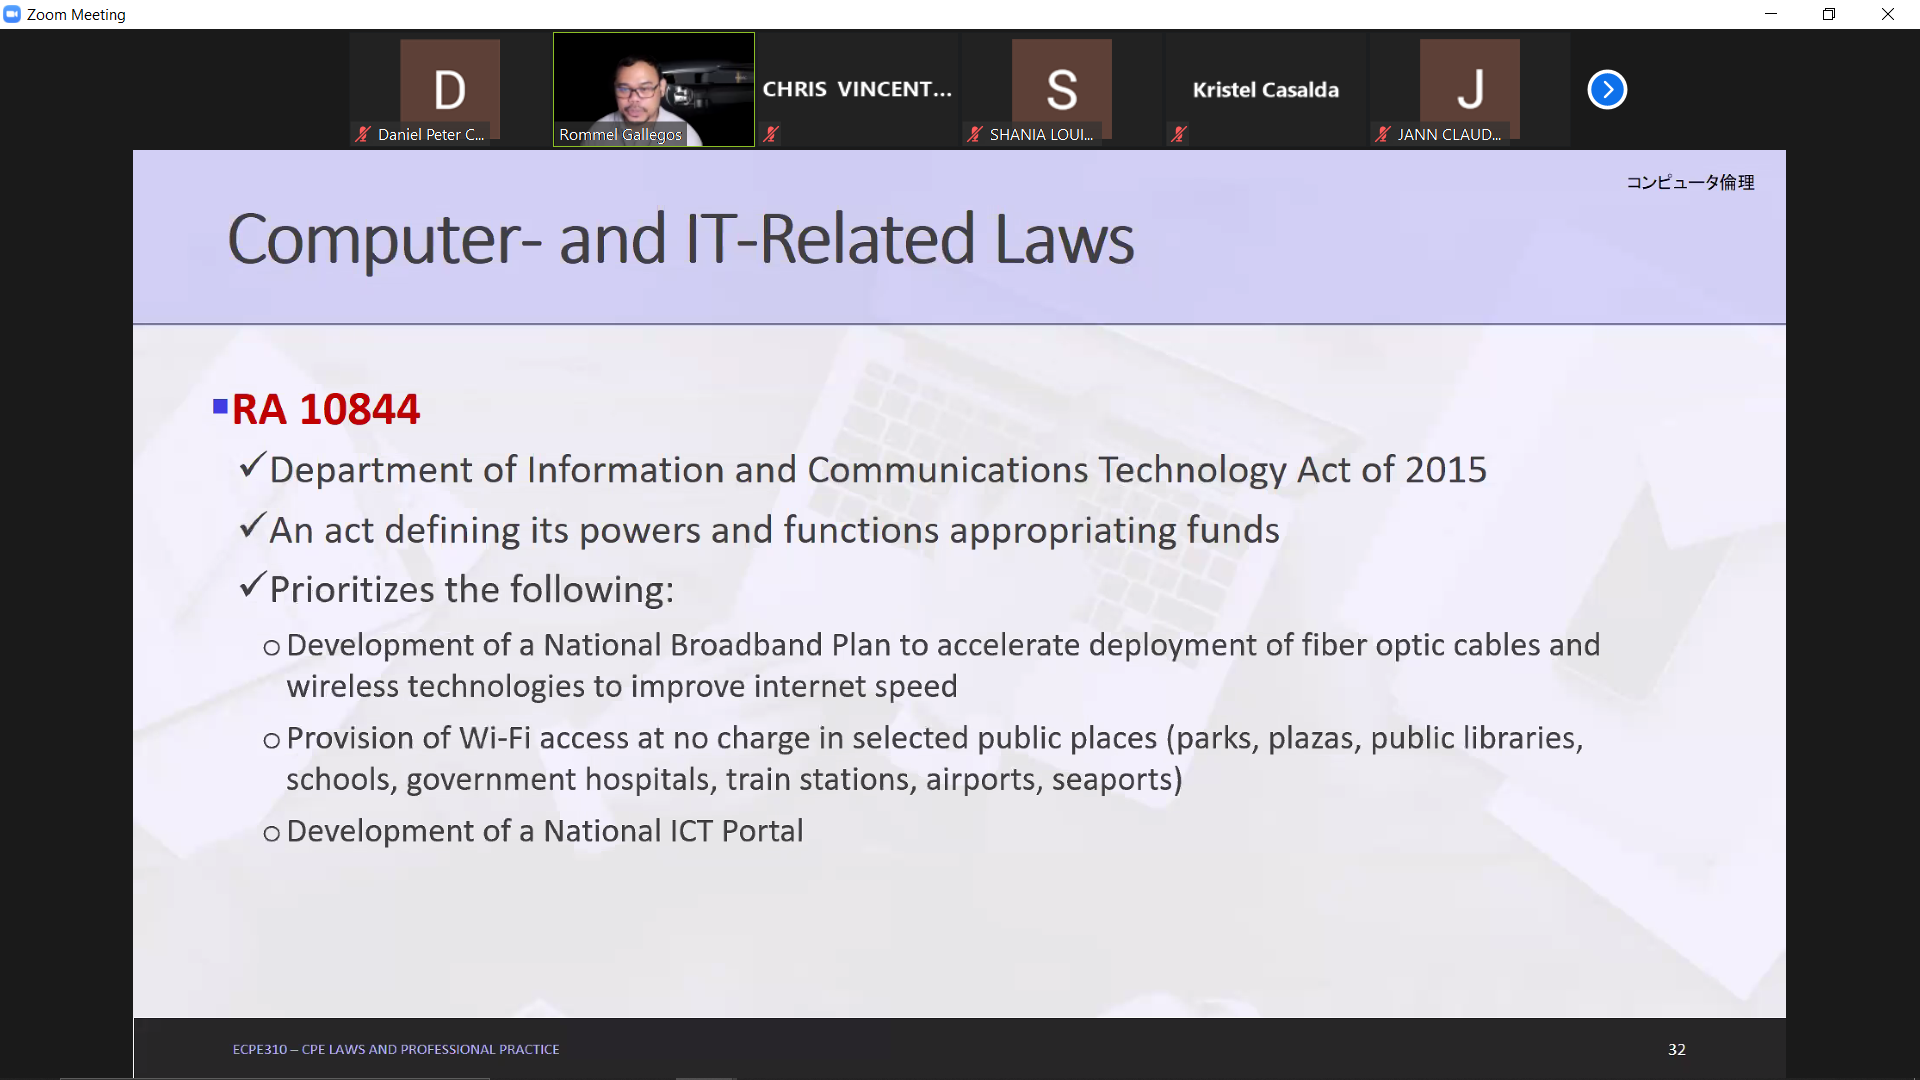 Zoom Meeting
D
CHRIS VINCENT...
S
Kristel Casalda
J
Daniel Peter C...
Rommel Gallegos
SHANIA LOUI...
JANN CLAUD...
コンピュータ倫理
Computer- and IT-Related Laws
RA 10844
✓Department of Information and Communications Technology Act of 2015
✓An act defining its powers and functions appropriating funds
✓Prioritizes the following:
o Development of a National Broadband Plan to accelerate deployment of fiber optic cables and
wireless technologies to improve internet speed
o Provision of Wi-Fi access at no charge in selected public places (parks, plazas, public libraries,
schools, government hospitals, train stations, airports, seaports)
o Development of a National ICT Portal
ECPE310 – CPE LAWS AND PROFESSIONAL PRACTICE
32